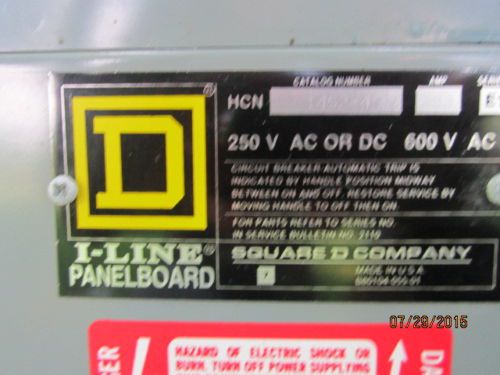 CATALOG NUMBER AMP
HCN
250 V AC OR DC 600 V AC
CIRCUIT BREAKER AUTOMATIC TRIP IS
INDICATED BY HANDLE POSITION MIDWAY
BETWEEN ON AND OFF. RESTORE SERVICE BY
MOVING HANDLE TO OFF THEN ON.
FOR PARTS REFER TO SERIES NO.
IN SERVICE BULLETIN NO. 2110
D
I-LINE®
PANELBOARD
SQUARE D COMPANY
MADE IN U.S.A.
07/29/2015
HAZARD OF ELECTRIC SHOCK OR
BURN. TURN OFF POWER SUPPLYING